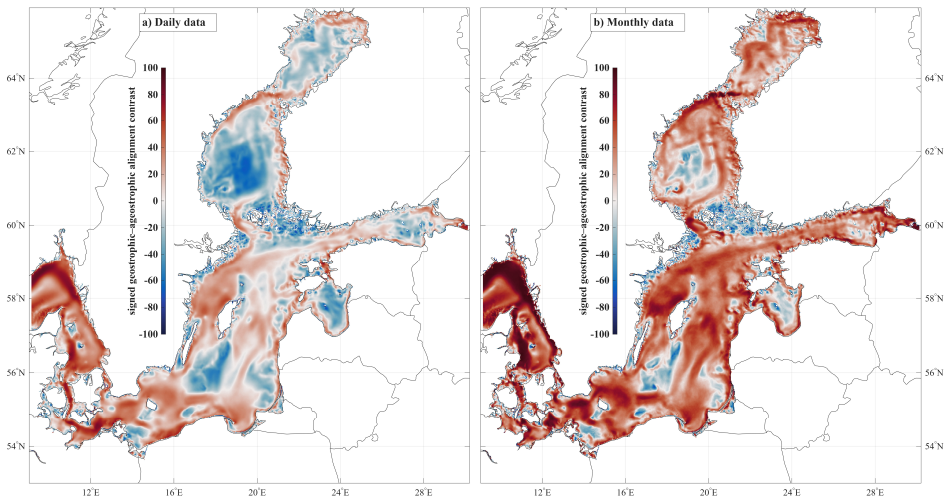 a) Daily data
b) Monthly data
64°N
62°N
60°N
58°N
56°N
54°N
signed geostrophic–ageostrophic alignment contrast
100
80
60
40
20
0
-20
-40
-60
-80
-100
signed geostrophic–ageostrophic alignment contrast
100
80
60
40
20
0
-20
-40
-60
-80
-100
64°N
62°N
60°N
58°N
56°N
54°N
12°E
16°E
20°E
24°E
28°E
12°E
16°E
20°E
24°E
28°E